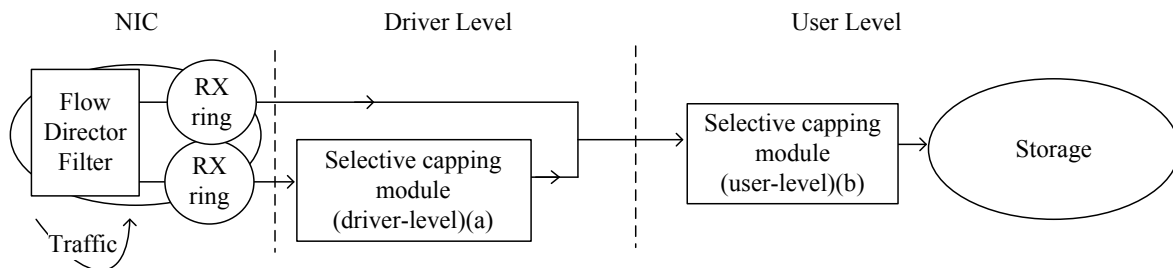 NIC
Driver Level
User Level
Flow
Director
Filter
RX
ring
RX
ring
Traffic
Selective capping
module
(driver-level)(a)
Selective capping
module
(user-level)(b)
Storage